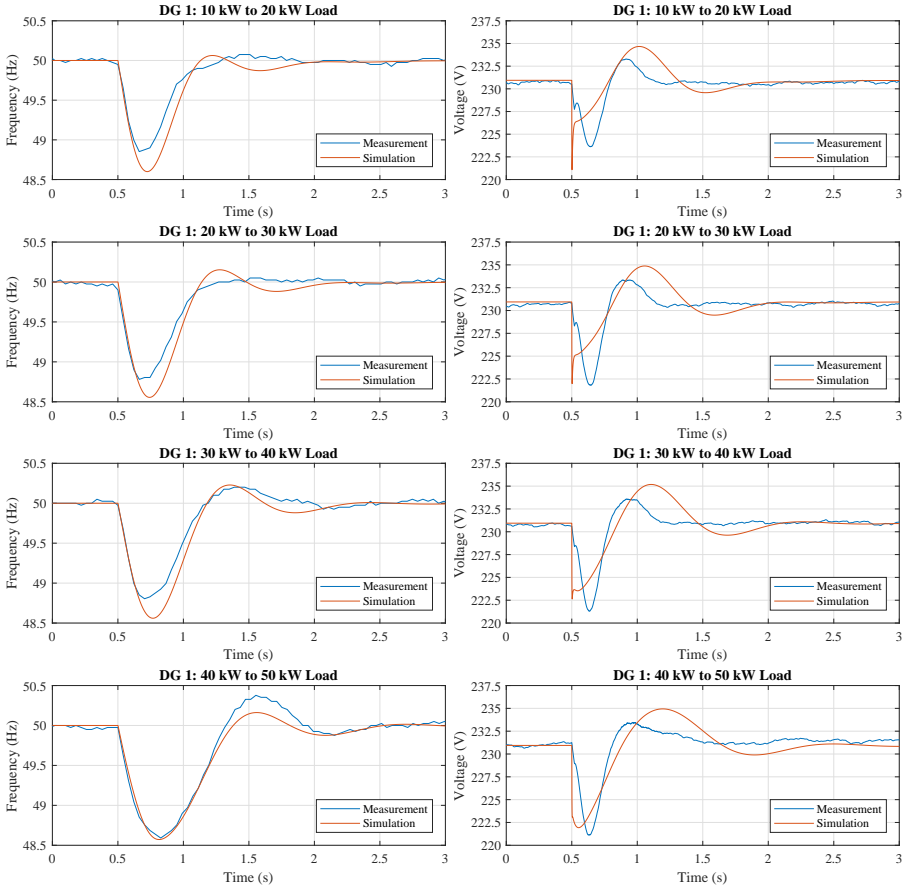 DG 1: 10 kW to 20 kW Load
Frequency (Hz)
50.5
50
49.5
49
48.5
Measurement
Simulation
0
0.5
1
1.5
2
2.5
3
Time (s)
DG 1: 10 kW to 20 kW Load
Voltage (V)
237.5
235
232.5
230
227.5
225
222.5
220
Measurement
Simulation
0
0.5
1
1.5
2
2.5
3
Time (s)
DG 1: 20 kW to 30 kW Load
Frequency (Hz)
50.5
50
49.5
49
48.5
Measurement
Simulation
0
0.5
1
1.5
2
2.5
3
Time (s)
DG 1: 20 kW to 30 kW Load
Voltage (V)
237.5
235
232.5
230
227.5
225
222.5
220
Measurement
Simulation
0
0.5
1
1.5
2
2.5
3
Time (s)
DG 1: 30 kW to 40 kW Load
Frequency (Hz)
50.5
50
49.5
49
48.5
Measurement
Simulation
0
0.5
1
1.5
2
2.5
3
Time (s)
DG 1: 30 kW to 40 kW Load
Voltage (V)
237.5
235
232.5
230
227.5
225
222.5
220
Measurement
Simulation
0
0.5
1
1.5
2
2.5
3
Time (s)
DG 1: 40 kW to 50 kW Load
Frequency (Hz)
50.5
50
49.5
49
48.5
Measurement
Simulation
0
0.5
1
1.5
2
2.5
3
Time (s)
DG 1: 40 kW to 50 kW Load
Voltage (V)
237.5
235
232.5
230
227.5
225
222.5
220
Measurement
Simulation
0
0.5
1
1.5
2
2.5
3
Time (s)